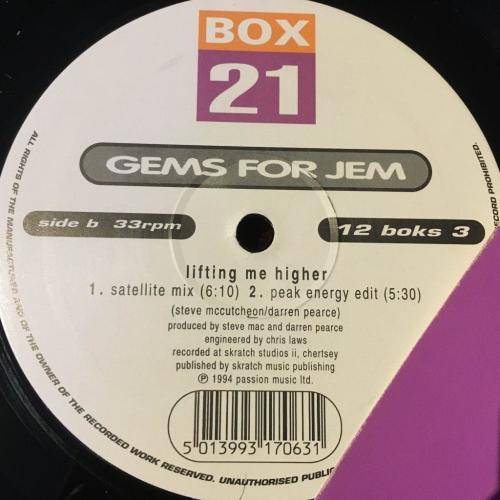 BOX
21
GEMS FOR JEM
side b 33rpm
12 boks 3
lifting me higher
1. satellite mix (6:10) 2. peak energy edit (5:30)
(steve mccutcheon/darren pearce)
produced by steve mac and darren pearce
engineered by chris laws
recorded at skratch studios ii, chertsey
published by skratch music publishing
℗ 1994 passion music ltd.
5 013993 170631
ALL RIGHTS OF THE MANUFACTURER AND OF THE OWNER OF THE RECORDED WORK RESERVED. UNAUTHORISED PUBLIC
RECORD PROHIBITED.